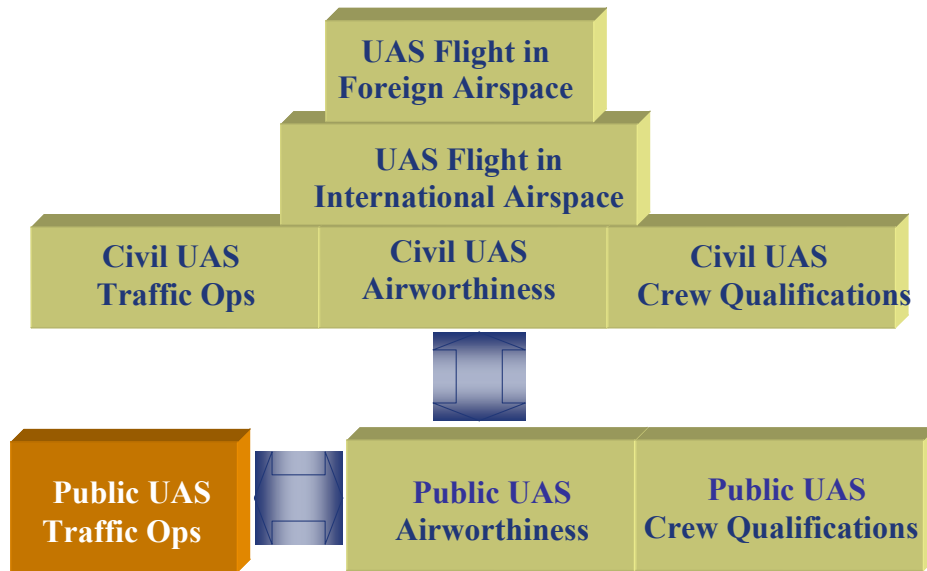 UAS Flight in
Foreign Airspace
UAS Flight in
International Airspace
Civil UAS
Traffic Ops
Civil UAS
Airworthiness
Civil UAS
Crew Qualifications
Public UAS
Traffic Ops
Public UAS
Airworthiness
Public UAS
Crew Qualifications